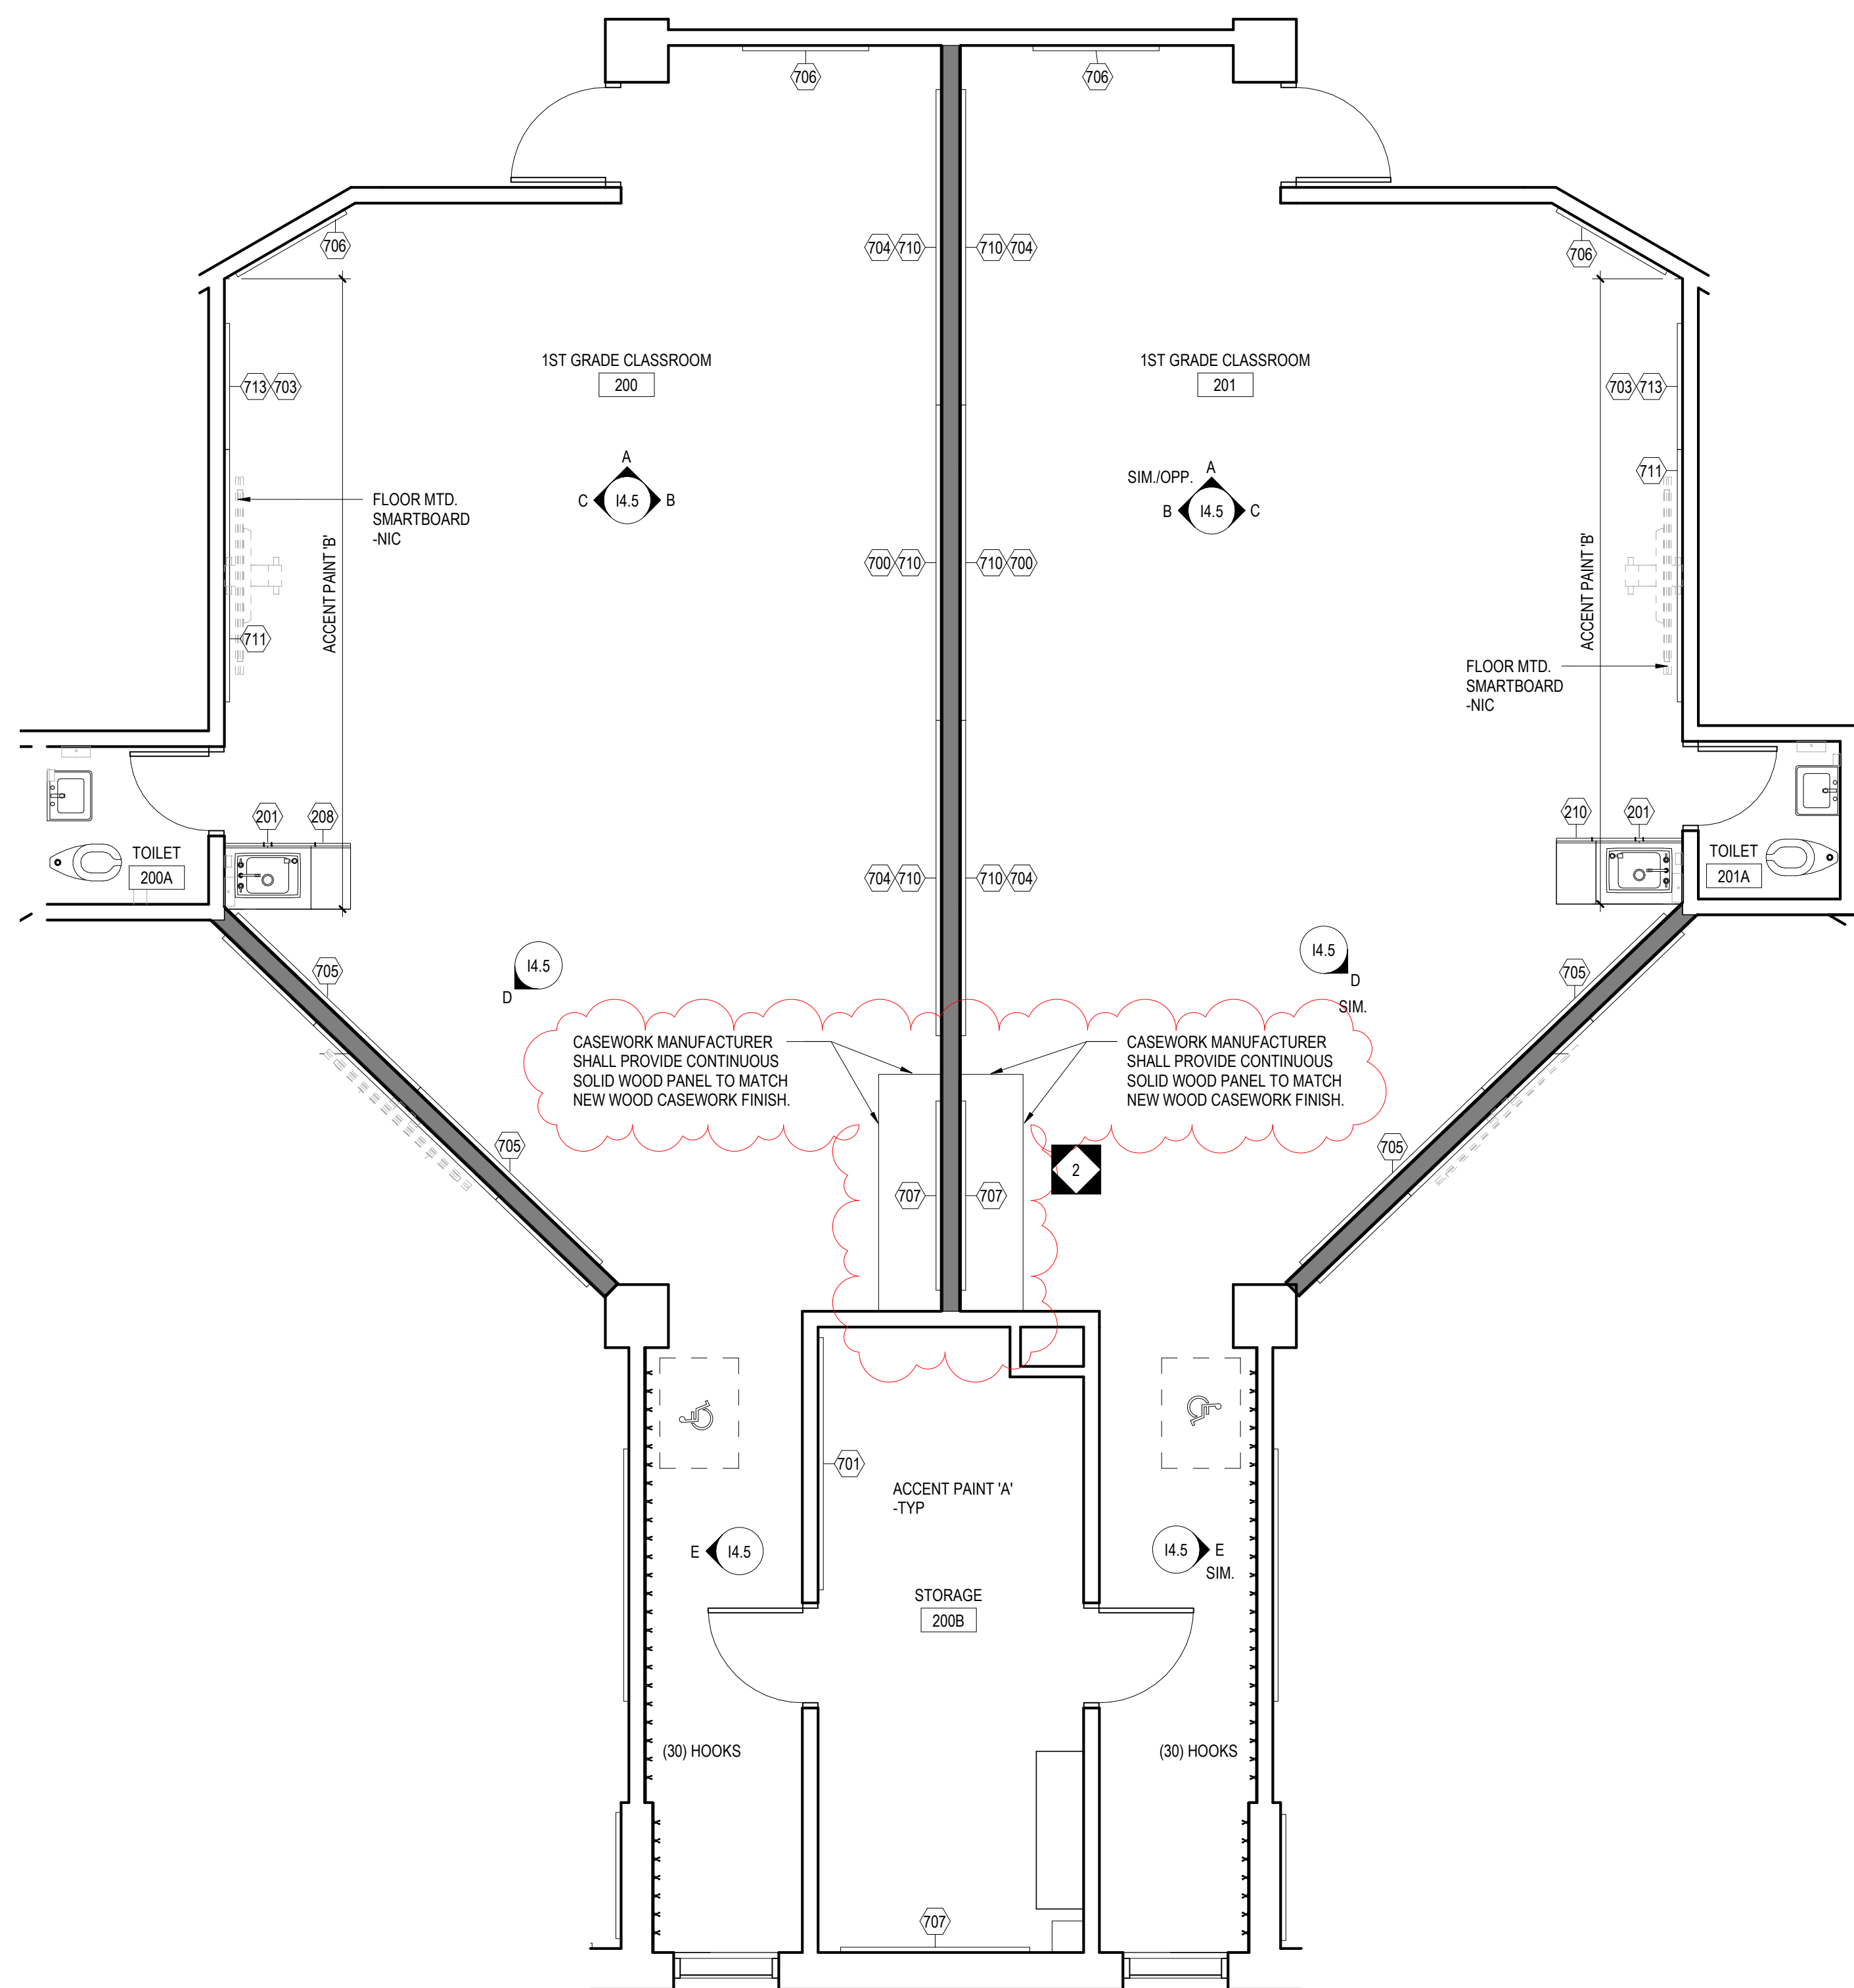 706
706
706
706
704 710
710 704
1ST GRADE CLASSROOM
200
1ST GRADE CLASSROOM
201
713 703
703 713
A
C I4.5 B
SIM./OPP.
A
B I4.5 C
711
FLOOR MTD.
SMARTBOARD
-NIC
ACCENT PAINT 'B'
ACCENT PAINT 'B'
700 710
710 700
711
FLOOR MTD.
SMARTBOARD
-NIC
201
208
210
201
TOILET
200A
TOILET
201A
704 710
710 704
I4.5
D
I4.5
D
SIM.
705
705
CASEWORK MANUFACTURER
SHALL PROVIDE CONTINUOUS
SOLID WOOD PANEL TO MATCH
NEW WOOD CASEWORK FINISH.
CASEWORK MANUFACTURER
SHALL PROVIDE CONTINUOUS
SOLID WOOD PANEL TO MATCH
NEW WOOD CASEWORK FINISH.
705
705
2
707
707
701
ACCENT PAINT 'A'
-TYP
E I4.5
I4.5 E
SIM.
STORAGE
200B
(30) HOOKS
(30) HOOKS
707